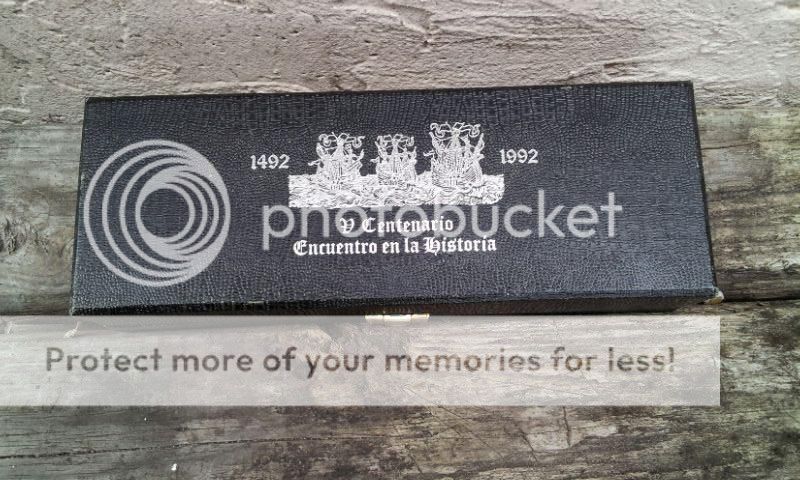 1492 1992
V Centenario
photobucket
Encuentro en la Historia
Protect more of your memories for less!